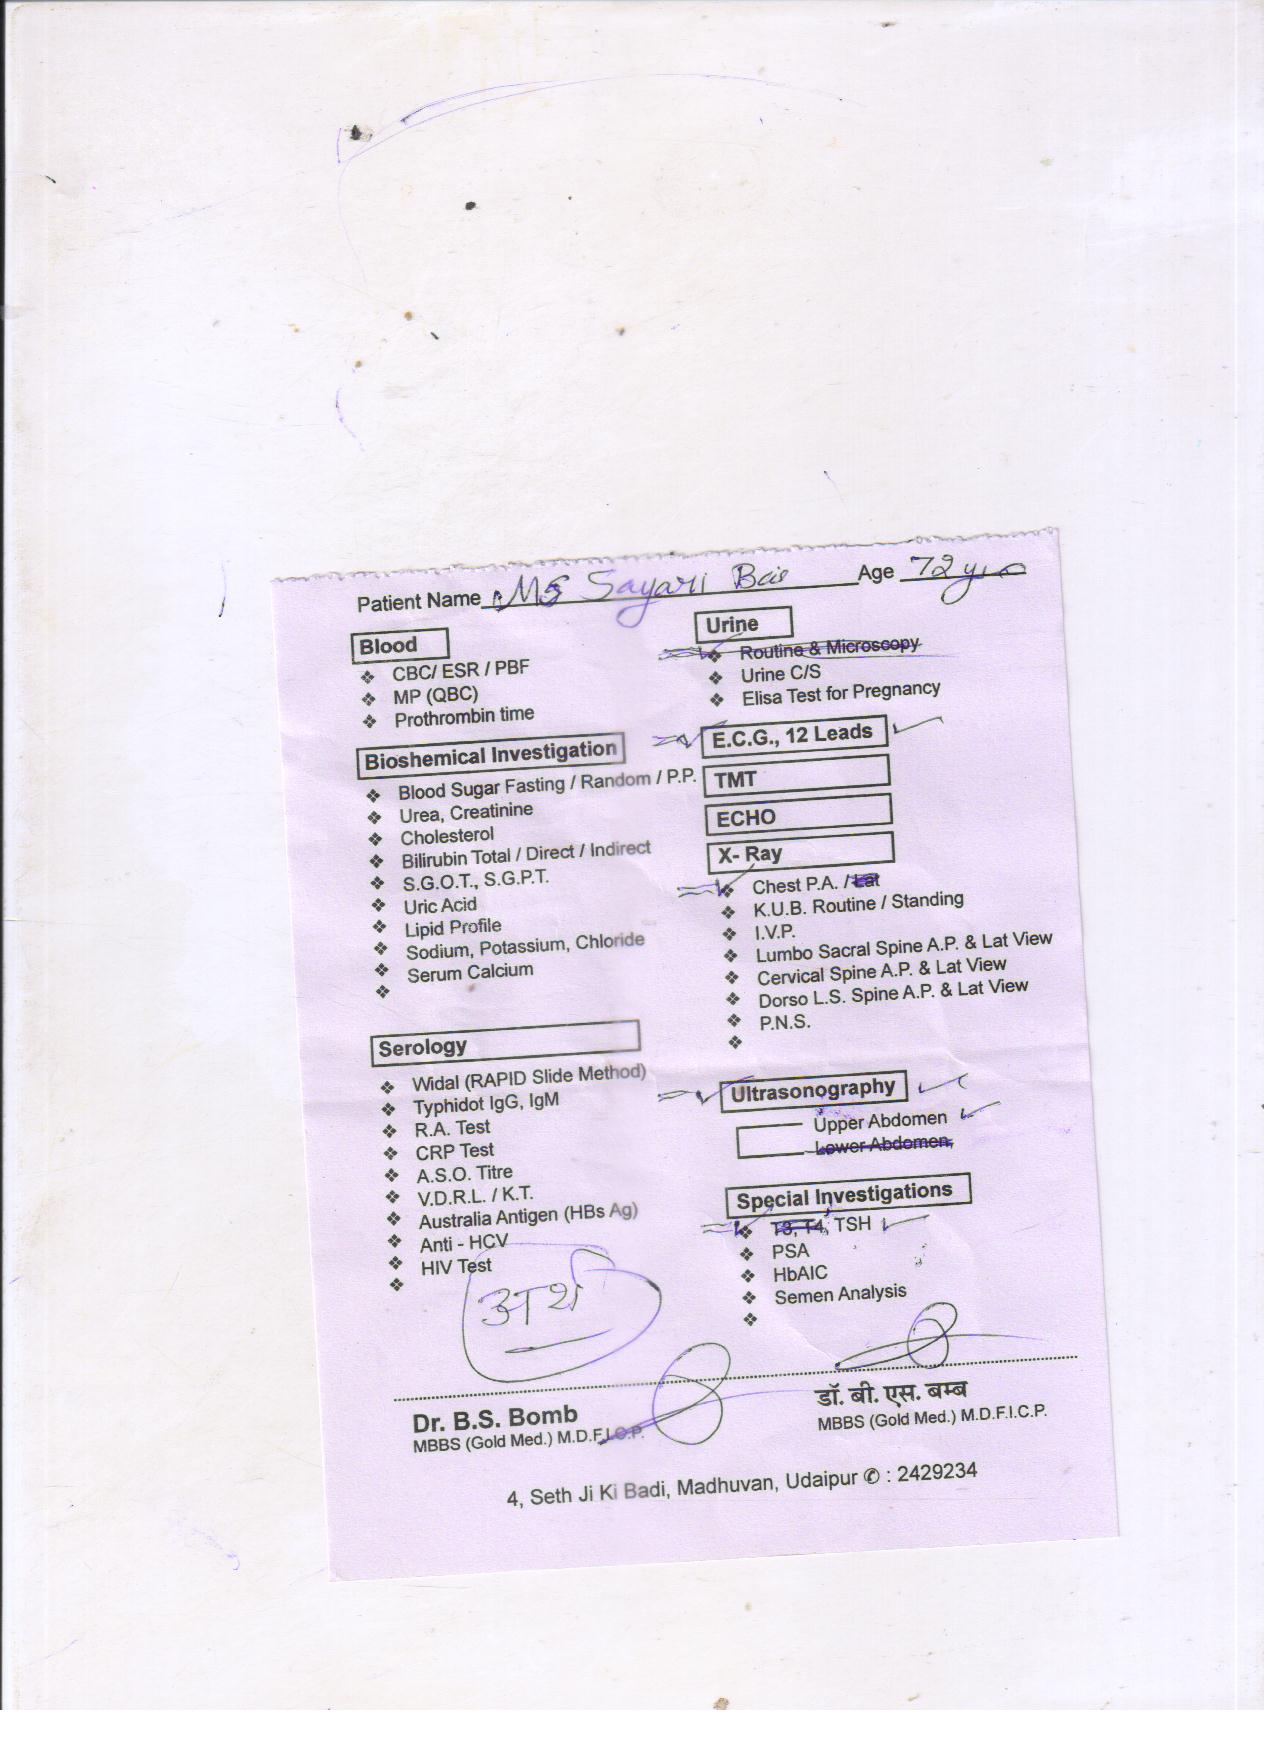 Patient Name Ms Sayari Bai Age 72 yrs
Blood
CBC/ ESR / PBF
MP (QBC)
Prothrombin time
Bioshemical Investigation
Blood Sugar Fasting / Random / P.P.
Urea, Creatinine
Cholesterol
Bilirubin Total / Direct / Indirect
S.G.O.T., S.G.P.T.
Uric Acid
Lipid Profile
Sodium, Potassium, Chloride
Serum Calcium
Serology
Widal (RAPID Slide Method)
Typhidot IgG, IgM
R.A. Test
CRP Test
A.S.O. Titre
V.D.R.L. / K.T.
Australia Antigen (HBs Ag)
Anti - HCV
HIV Test
अर्थ
Urine
Routine & Microscopy
Urine C/S
Elisa Test for Pregnancy
E.C.G., 12 Leads
TMT
ECHO
X- Ray
Chest P.A. / Lat
K.U.B. Routine / Standing
I.V.P.
Lumbo Sacral Spine A.P. & Lat View
Cervical Spine A.P. & Lat View
Dorso L.S. Spine A.P. & Lat View
P.N.S.
Ultrasonography
Upper Abdomen
Lower Abdomen,
Special Investigations
T3, T4, TSH
PSA
HbAIC
Semen Analysis
Dr. B.S. Bomb
MBBS (Gold Med.) M.D.F.I.C.P.
डॉ. बी. एस. बम्ब
MBBS (Gold Med.) M.D.F.I.C.P.
4, Seth Ji Ki Badi, Madhuvan, Udaipur ✆ : 2429234